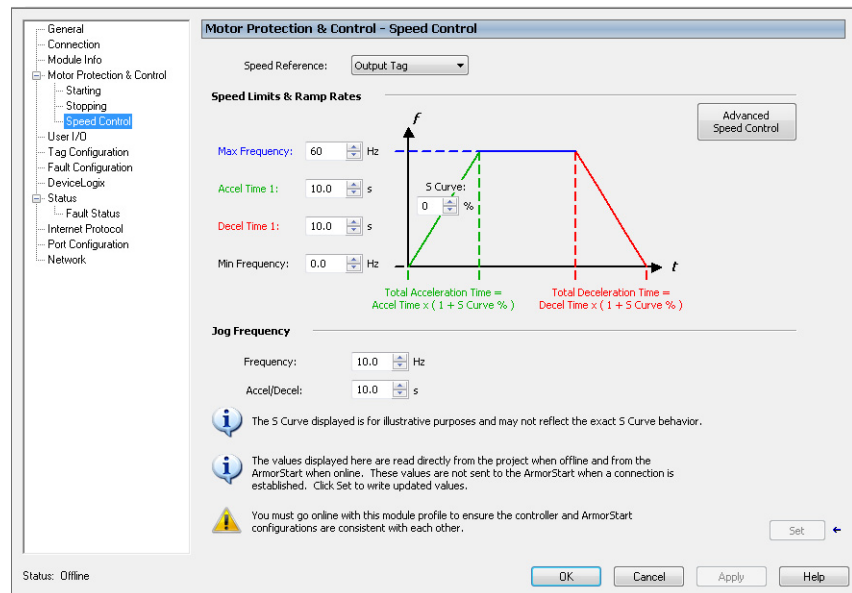 General
Connection
Module Info
Motor Protection & Control
Starting
Stopping
Speed Control
User I/O
Tag Configuration
Fault Configuration
DeviceLogix
Status
Fault Status
Internet Protocol
Port Configuration
Network
Motor Protection & Control - Speed Control
Speed Reference: Output Tag
Speed Limits & Ramp Rates
Advanced
Speed Control
f
Max Frequency: 60 Hz
Accel Time 1: 10.0 s
S Curve:
0 %
Decel Time 1: 10.0 s
Min Frequency: 0.0 Hz
t
Total Acceleration Time =
Accel Time x ( 1 + S Curve % )
Total Deceleration Time =
Decel Time x ( 1 + S Curve % )
Jog Frequency
Frequency: 10.0 Hz
Accel/Decel: 10.0 s
The S Curve displayed is for illustrative purposes and may not reflect the exact S Curve behavior.
The values displayed here are read directly from the project when offline and from the
ArmorStart when online. These values are not sent to the ArmorStart when a connection is
established. Click Set to write updated values.
You must go online with this module profile to ensure the controller and ArmorStart
configurations are consistent with each other.
Set
Status: Offline
OK Cancel Apply Help